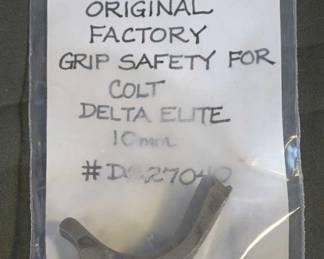 ORIGINAL
FACTORY
GRIP SAFETY FOR
COLT
DELTA ELITE
10mm